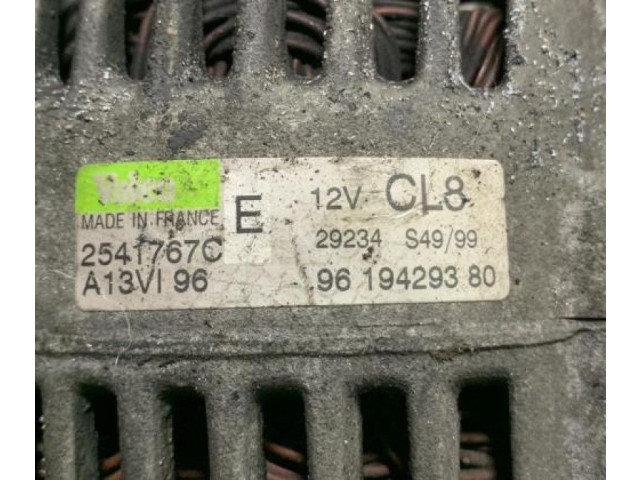 Valeo
MADE IN FRANCE
E
12V CL8
2541767C
29234 S49/99
A13VI 96
96 194293 80